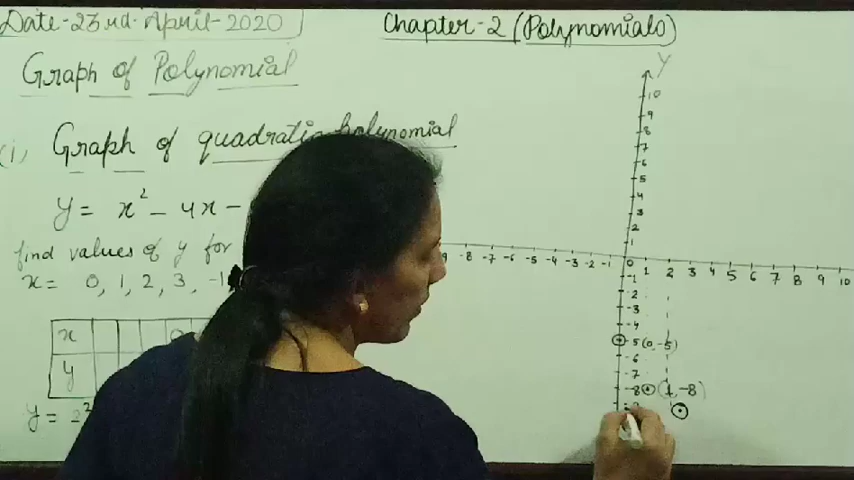 Date-23rd-April-2020
Chapter-2 (Polynomials)
Graph of Polynomial
(i) Graph of quadratic polynomial
y = x² - 4x -
find values of y for
x = 0, 1, 2, 3, -1
x
y
y = 2²
Y
10
9
8
7
6
5
4
3
2
1
-8 -7 -6 -5 -4 -3 -2 -1 0 1 2 3 4 5 6 7 8 9 10
-1
-2
-3
-4
-5 (0,-5)
-6
-7
-8 (1,-8)